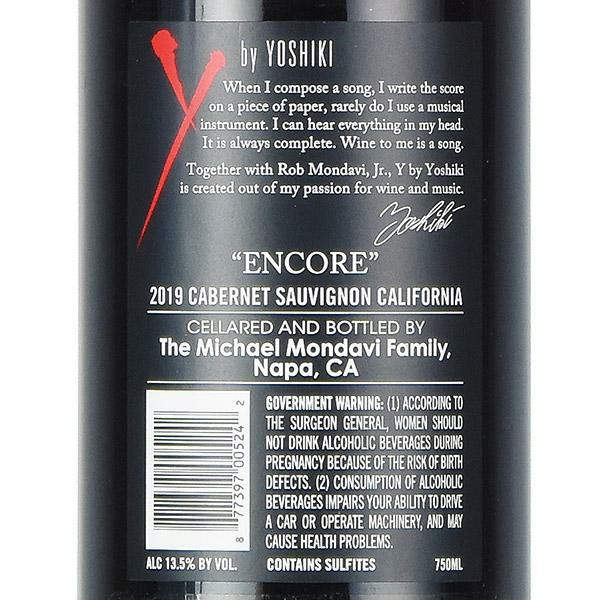 Y
by YOSHIKI
When I compose a song, I write the score
on a piece of paper, rarely do I use a musical
instrument. I can hear everything in my head.
It is always complete. Wine to me is a song.
Together with Rob Mondavi, Jr., Y by Yoshiki
is created out of my passion for wine and music.
Yoshiki
“ENCORE”
2019 CABERNET SAUVIGNON CALIFORNIA
CELLARED AND BOTTLED BY
The Michael Mondavi Family,
Napa, CA
GOVERNMENT WARNING: (1) ACCORDING TO
THE SURGEON GENERAL, WOMEN SHOULD
NOT DRINK ALCOHOLIC BEVERAGES DURING
PREGNANCY BECAUSE OF THE RISK OF BIRTH
DEFECTS. (2) CONSUMPTION OF ALCOHOLIC
BEVERAGES IMPAIRS YOUR ABILITY TO DRIVE
A CAR OR OPERATE MACHINERY, AND MAY
CAUSE HEALTH PROBLEMS.
8 77397 00524 2
ALC 13.5% BY VOL. CONTAINS SULFITES 750ML